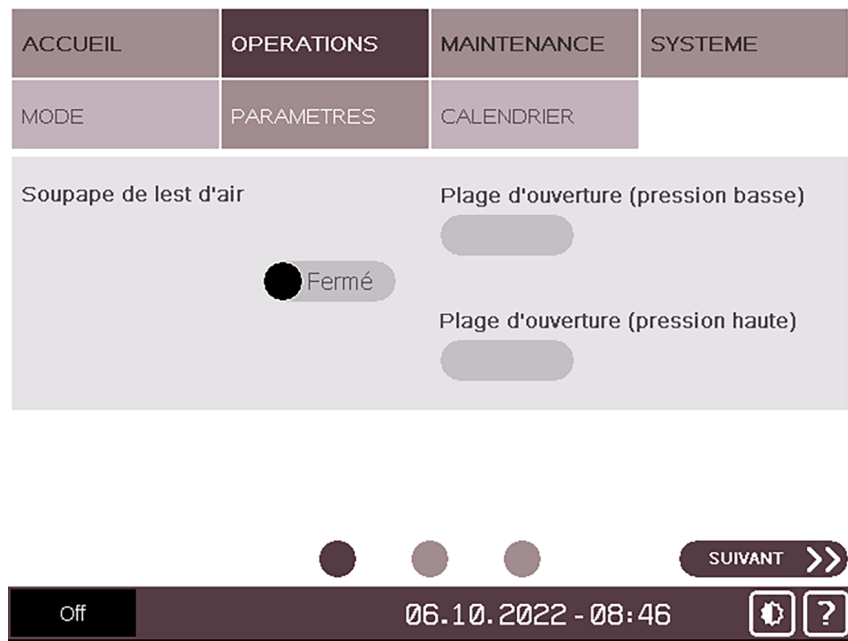 ACCUEIL OPERATIONS MAINTENANCE SYSTEME
MODE PARAMETRES CALENDRIER
Soupape de lest d'air
Fermé
Plage d'ouverture (pression basse)
Plage d'ouverture (pression haute)
SUIVANT
Off 06.10.2022 - 08:46 ?